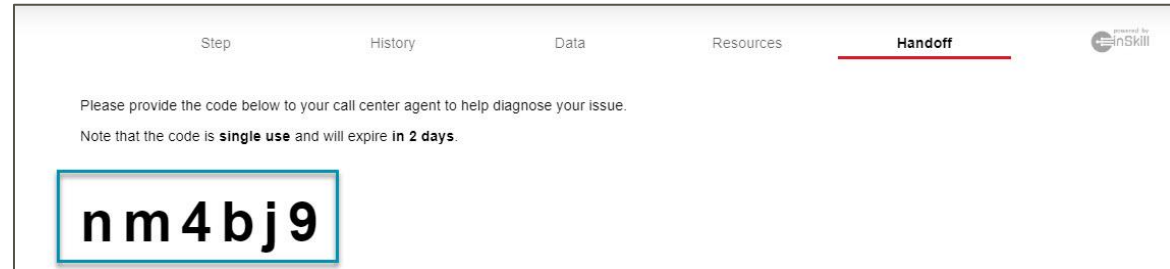 Step History Data Resources Handoff powered by inSkill
Please provide the code below to your call center agent to help diagnose your issue.
Note that the code is single use and will expire in 2 days.
nm4bj9